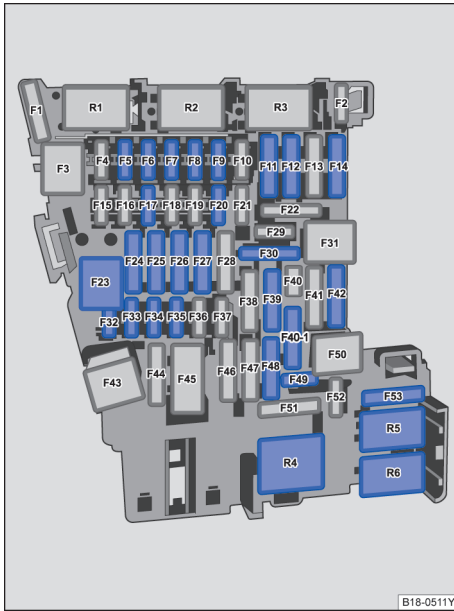 F1 R1 R2 R3 F2
F3 F4 F5 F6 F7 F8 F9 F10 F11 F12 F13 F14
F15 F16 F17 F18 F19 F20 F21 F22
F29 F31
F24 F25 F26 F27 F28 F30
F23 F38 F39 F40 F41 F42
F32 F33 F34 F35 F36 F37 F40-1
F43 F44 F45 F46 F47 F48 F50
F49
F51 F52 F53
R5
R4 R6
B18-0511Y